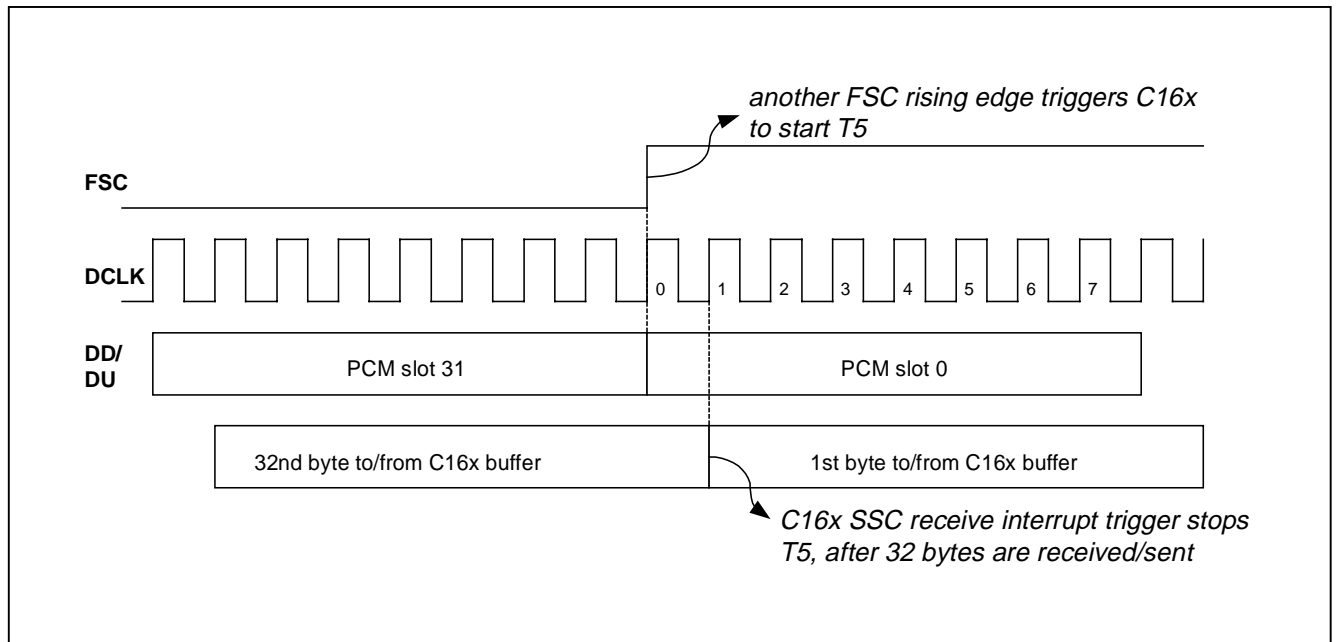 another FSC rising edge triggers C16x
to start T5
FSC
DCLK
0 1 2 3 4 5 6 7
DD/
DU
PCM slot 31
PCM slot 0
32nd byte to/from C16x buffer
1st byte to/from C16x buffer
C16x SSC receive interrupt trigger stops
T5, after 32 bytes are received/sent